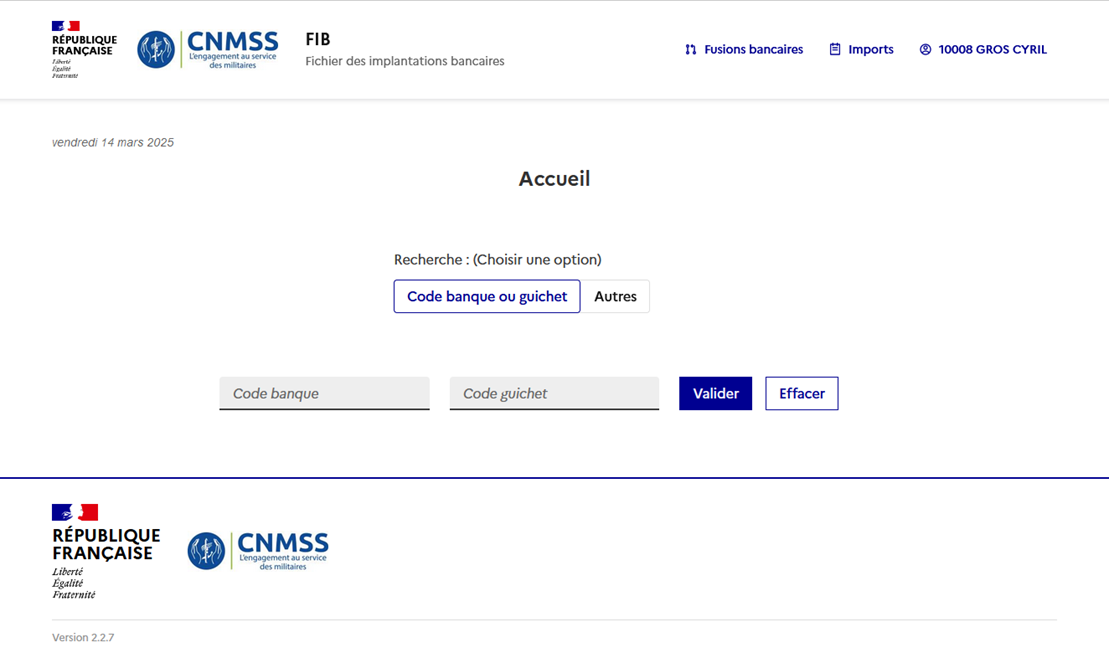 RÉPUBLIQUE
FRANÇAISE
Liberté
Égalité
Fraternité
CNMSS
L'engagement au service
des militaires
FIB
Fichier des implantations bancaires
Fusions bancaires
Imports
10008 GROS CYRIL
vendredi 14 mars 2025
Accueil
Recherche : (Choisir une option)
Code banque ou guichet
Autres
Code banque
Code guichet
Valider
Effacer
RÉPUBLIQUE
FRANÇAISE
Liberté
Égalité
Fraternité
CNMSS
L'engagement au service
des militaires
Version 2.2.7